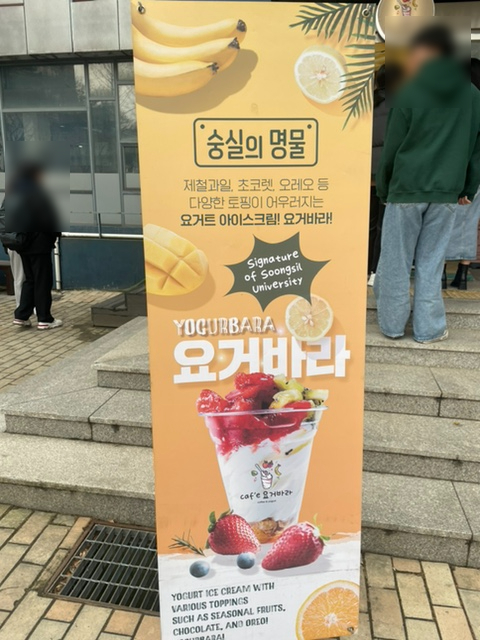 숭실의 명물
제철과일, 초코렛, 오레오 등
다양한 토핑이 어우러지는
요거트 아이스크림! 요거바라!
Signature
of Soongsil
University
YOGURBARA
요거바라
caf'e 요거바라
YOGURT ICE CREAM WITH
VARIOUS TOPPINGS
SUCH AS SEASONAL FRUITS,
CHOCOLATE, AND OREO!